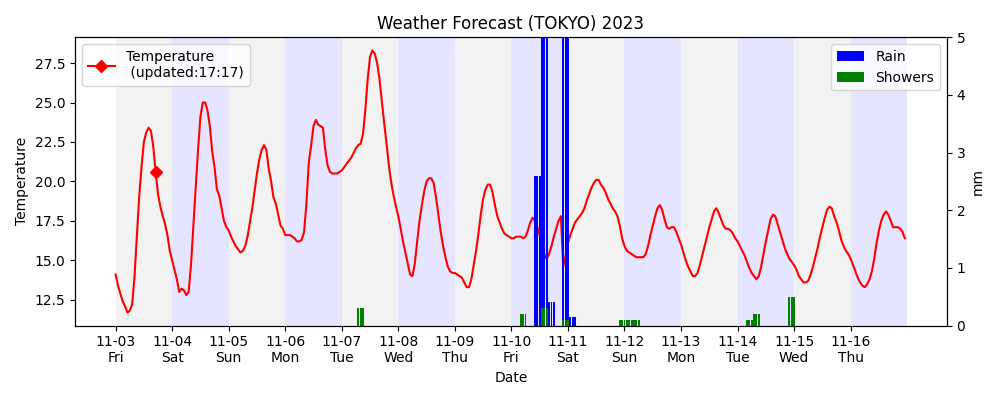 Weather Forecast (TOKYO) 2023
Temperature
(updated:17:17)
Rain
Showers
Temperature
27.5
25.0
22.5
20.0
17.5
15.0
12.5
5
4
3
2
1
0
mm
11-03 11-04 11-05 11-06 11-07 11-08 11-09 11-10 11-11 11-12 11-13 11-14 11-15 11-16
Fri Sat Sun Mon Tue Wed Thu Fri Sat Sun Mon Tue Wed Thu
Date